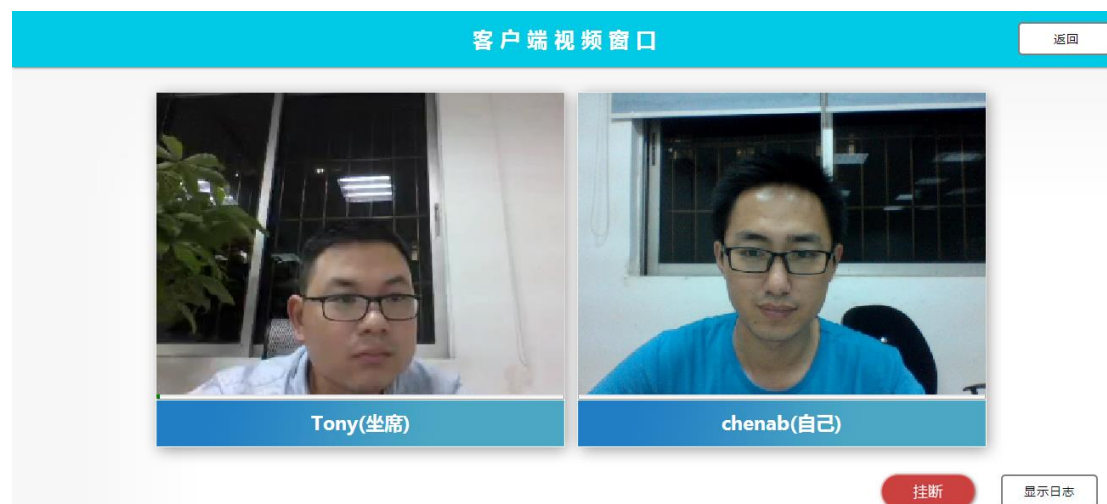 客户端视频窗口
返回
Tony(坐席)
chenab(自己)
挂断
显示日志